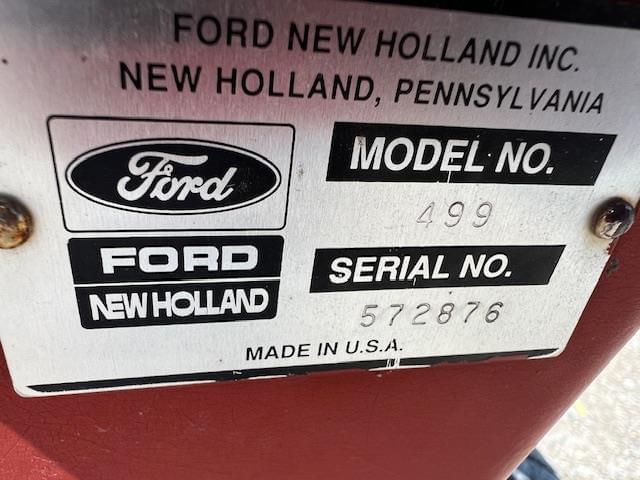 FORD NEW HOLLAND INC.
NEW HOLLAND, PENNSYLVANIA
Ford
FORD
NEW HOLLAND
MODEL NO.
499
SERIAL NO.
572876
MADE IN U.S.A.